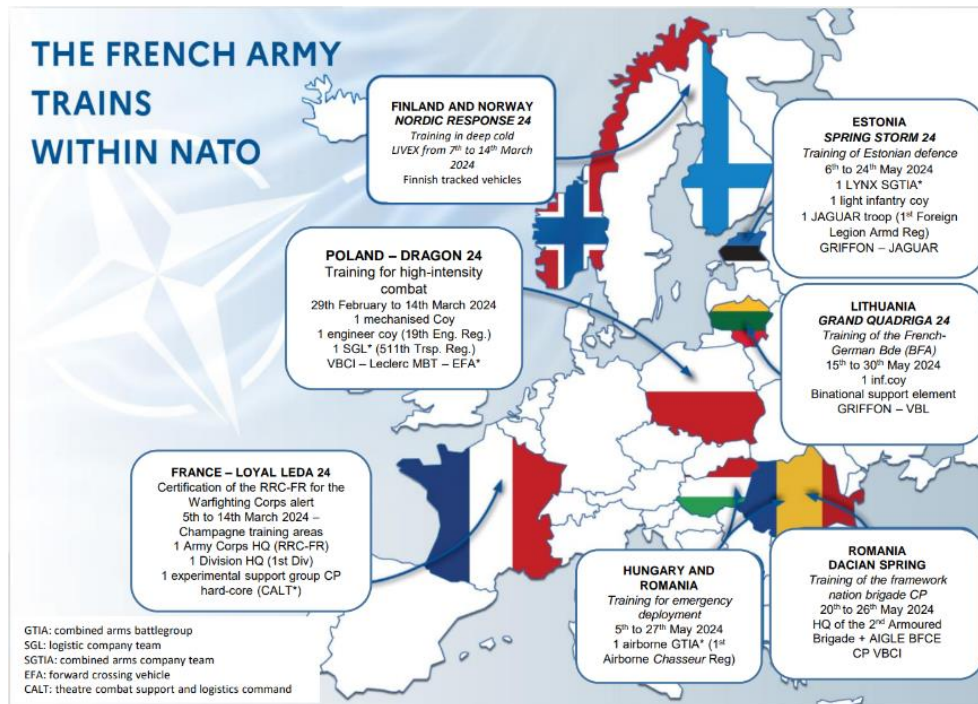 THE FRENCH ARMY
TRAINS
WITHIN NATO
FINLAND AND NORWAY
NORDIC RESPONSE 24
Training in deep cold
LIVEX from 7th to 14th March
2024
Finnish tracked vehicles
ESTONIA
SPRING STORM 24
Training of Estonian defence
6th to 24th May 2024
1 LYNX SGTIA*
1 light infantry coy
1 JAGUAR troop (1st Foreign
Legion Armd Reg)
GRIFFON – JAGUAR
POLAND – DRAGON 24
Training for high-intensity
combat
29th February to 14th March 2024
1 mechanised Coy
1 engineer coy (19th Eng. Reg.)
1 SGL* (511th Trsp. Reg.)
VBCI – Leclerc MBT – EFA*
LITHUANIA
GRAND QUADRIGA 24
Training of the French-
German Bde (BFA)
15th to 30th May 2024
1 inf.coy
Binational support element
GRIFFON – VBL
FRANCE – LOYAL LEDA 24
Certification of the RRC-FR for the
Warfighting Corps alert
5th to 14th March 2024 –
Champagne training areas
1 Army Corps HQ (RRC-FR)
1 Division HQ (1st Div)
1 experimental support group CP
hard-core (CALT*)
HUNGARY AND
ROMANIA
Training for emergency
deployment
5th to 27th May 2024
1 airborne GTIA* (1st
Airborne Chasseur Reg)
ROMANIA
DACIAN SPRING
Training of the framework
nation brigade CP
20th to 26th May 2024
HQ of the 2nd Armoured
Brigade + AIGLE BFCE
CP VBCI
GTIA: combined arms battlegroup
SGL: logistic company team
SGTIA: combined arms company team
EFA: forward crossing vehicle
CALT: theatre combat support and logistics command